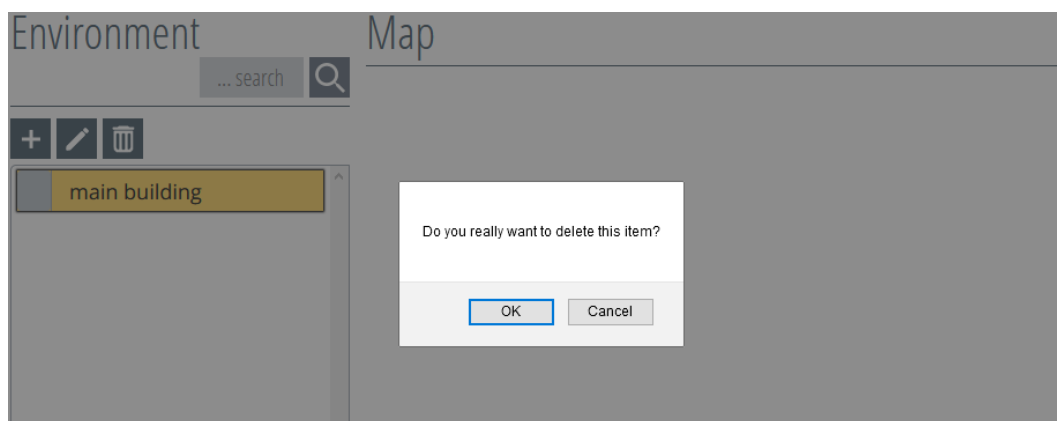 Environment
Map
... search
main building
Do you really want to delete this item?
OK
Cancel